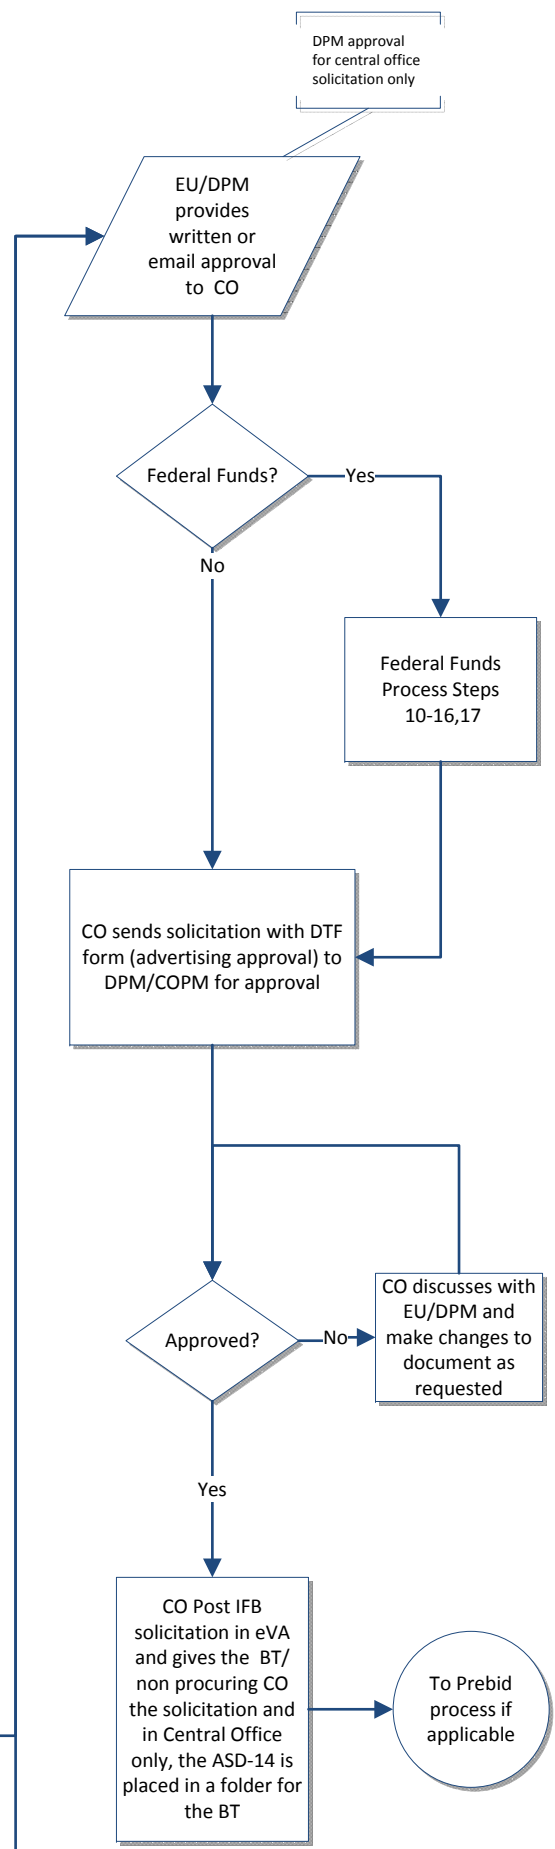 DPM approval
for central office
solicitation only
EU/DPM
provides
written or
email approval
to CO
Federal Funds?
Yes
No
Federal Funds
Process Steps
10-16,17
CO sends solicitation with DTF
form (advertising approval) to
DPM/COPM for approval
Approved?
No
CO discusses with
EU/DPM and
make changes to
document as
requested
Yes
CO Post IFB
solicitation in eVA
and gives the BT/
non procuring CO
the solicitation and
in Central Office
only, the ASD-14 is
placed in a folder for
the BT
To Prebid
process if
applicable